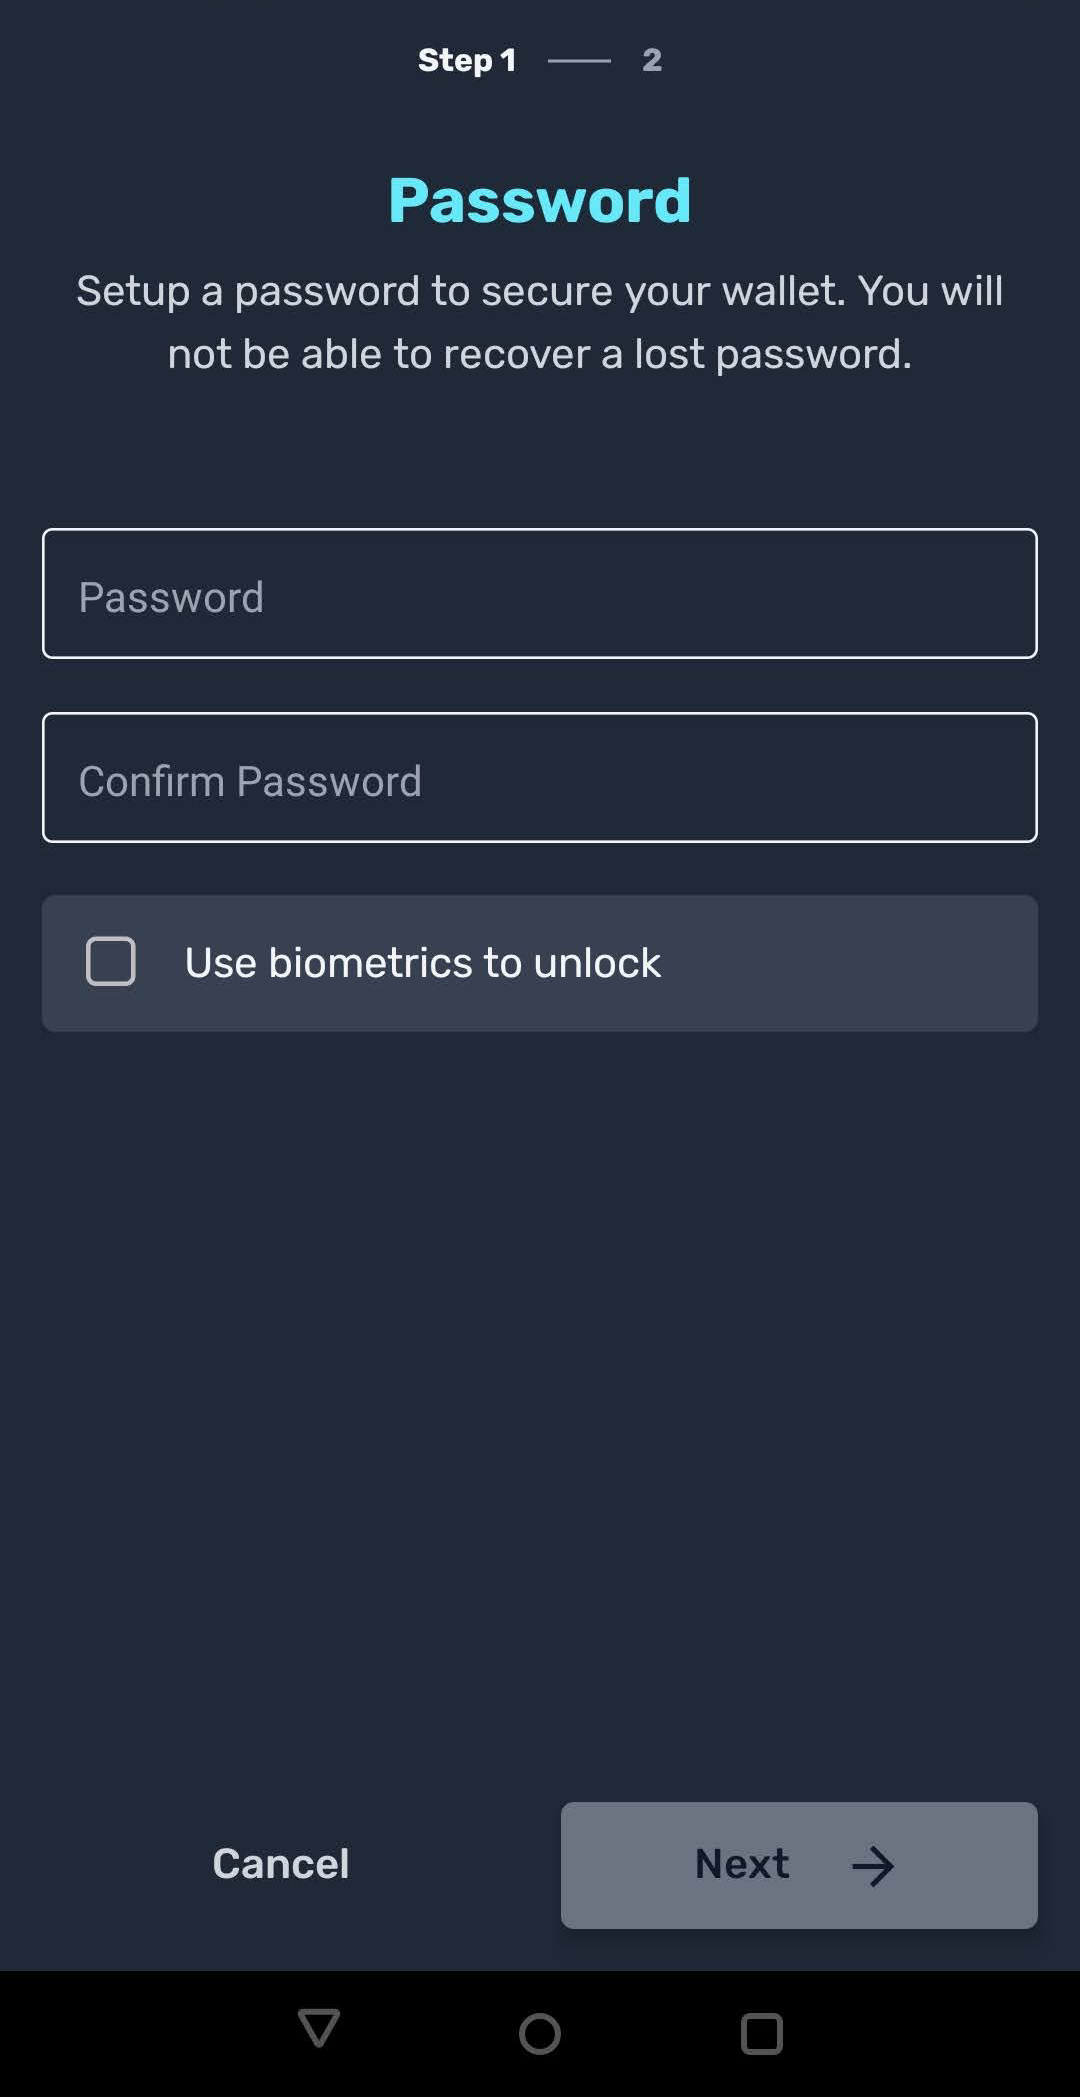 Step 1 2
Password
Setup a password to secure your wallet. You will
not be able to recover a lost password.
Password
Confirm Password
Use biometrics to unlock
Cancel
Next